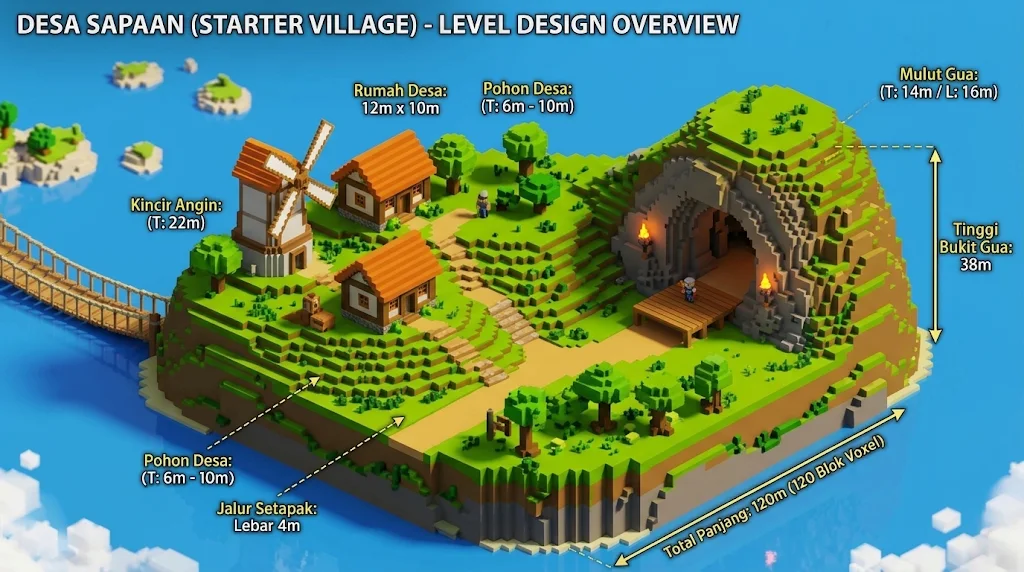 DESA SAPAAN (STARTER VILLAGE) - LEVEL DESIGN OVERVIEW
Rumah Desa:
12m x 10m
Pohon Desa:
(T: 6m - 10m)
Mulut Gua:
(T: 14m / L: 16m)
Kincir Angin:
(T: 22m)
Tinggi
Bukit Gua:
38m
Pohon Desa:
(T: 6m - 10m)
Jalur Setapak:
Lebar 4m
Total Panjang: 120m (120 Blok Voxel)